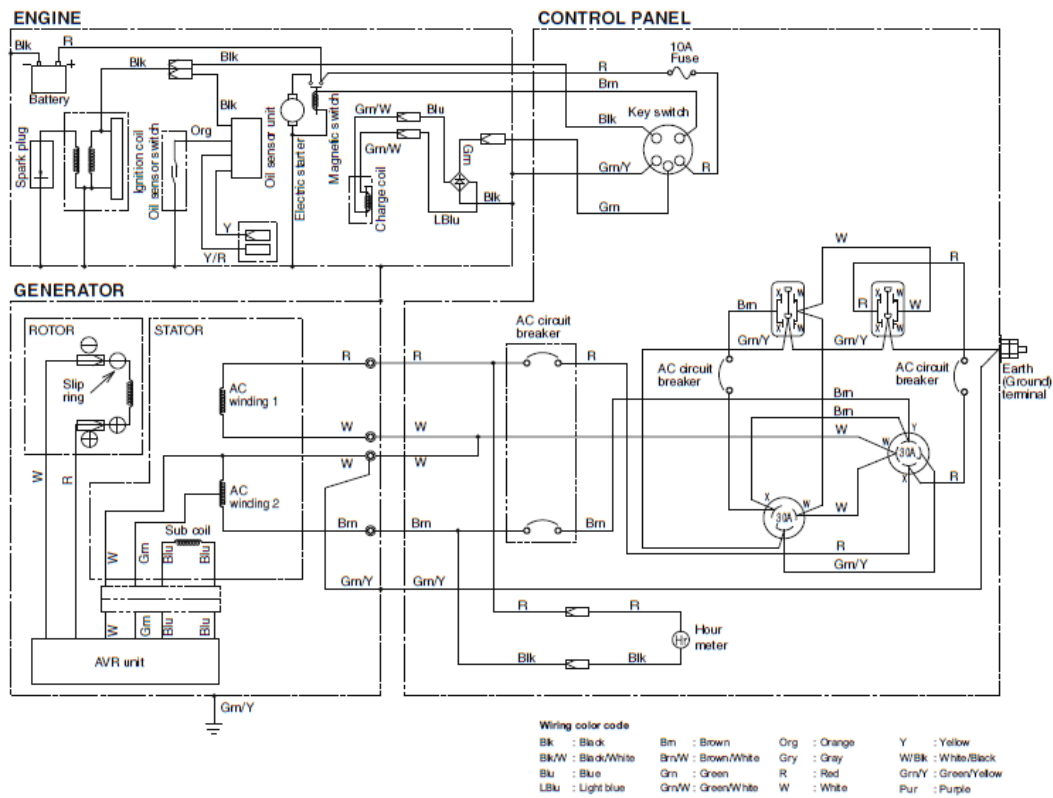 ENGINE
CONTROL PANEL
Blk
R
Blk
Blk
Battery
Blk
Spark plug
Ignition coil
Oil sensor switch
Org
Oil sensor unit
Y
Y/R
Electric starter
Magnetic switch
Grn/W
Blu
Grn/W
Charge coil
LBlu
Grn
Blk
10A
Fuse
R
Brn
Key switch
Blk
Grn/Y
R
Grn
GENERATOR
ROTOR
STATOR
Slip
ring
W
R
AC
winding 1
R
R
W
W
W
W
AC
winding 2
Brn
Brn
Sub coil
W
Grn
Blu
Blu
W
Grn
Blu
Blu
AVR unit
Grn/Y
Grn/Y
Grn/Y
AC circuit
breaker
R
Brn
W
R
Brn
X
W
R
X
W
W
Grn/Y
Grn/Y
AC circuit
breaker
AC circuit
breaker
Earth
(Ground)
terminal
Brn
Brn
W
Y
W
30A
X
R
X
W
30A
W
R
Grn/Y
R
R
Hr
Hour
meter
Blk
Blk
Wiring color code
Blk : Black
Brn : Brown
Org : Orange
Y : Yellow
Blk/W : Black/White
Brn/W : Brown/White
Gry : Gray
W/Blk : White/Black
Blu : Blue
Grn : Green
R : Red
Grn/Y : Green/Yellow
LBlu : Light blue
Grn/W : Green/White
W : White
Pur : Purple